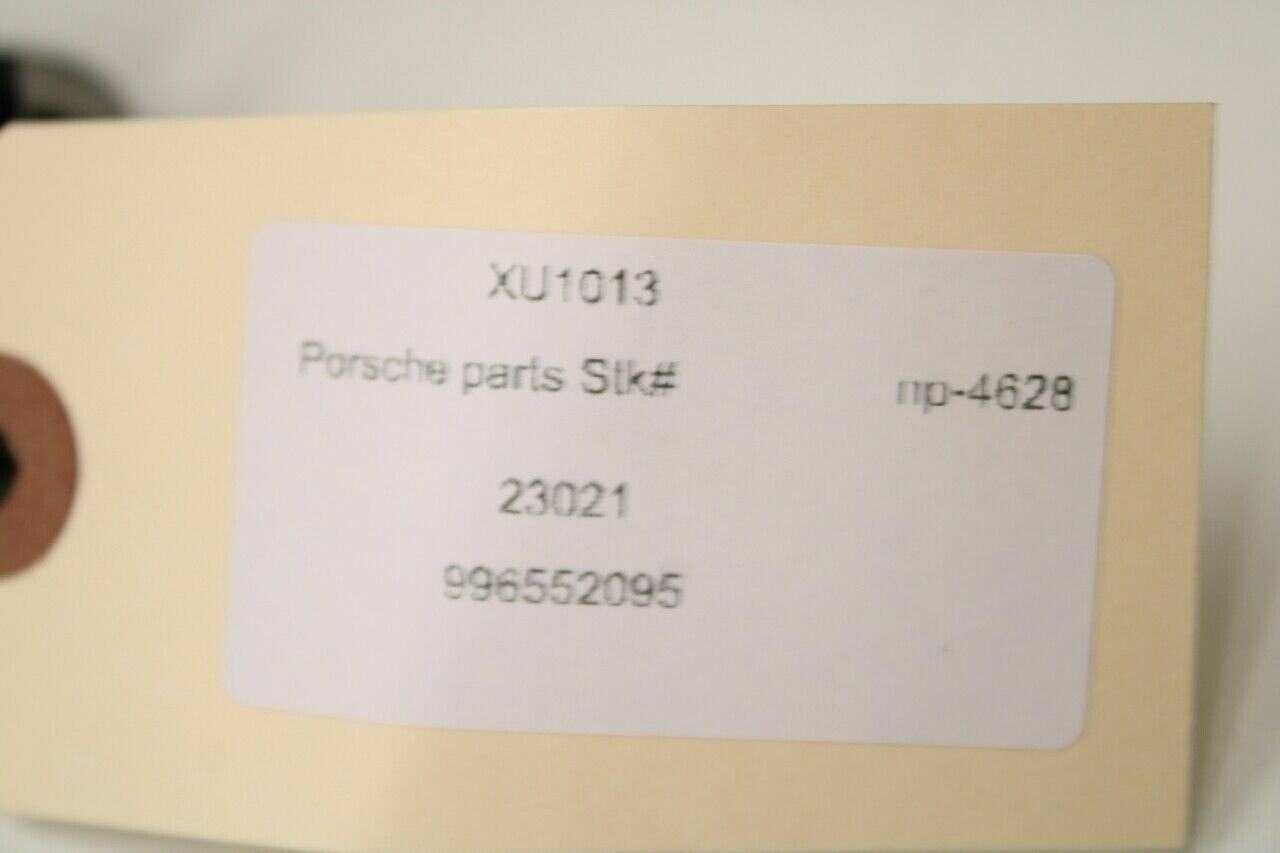 XU1013
Porsche parts Stk# np-4628
23021
996552095